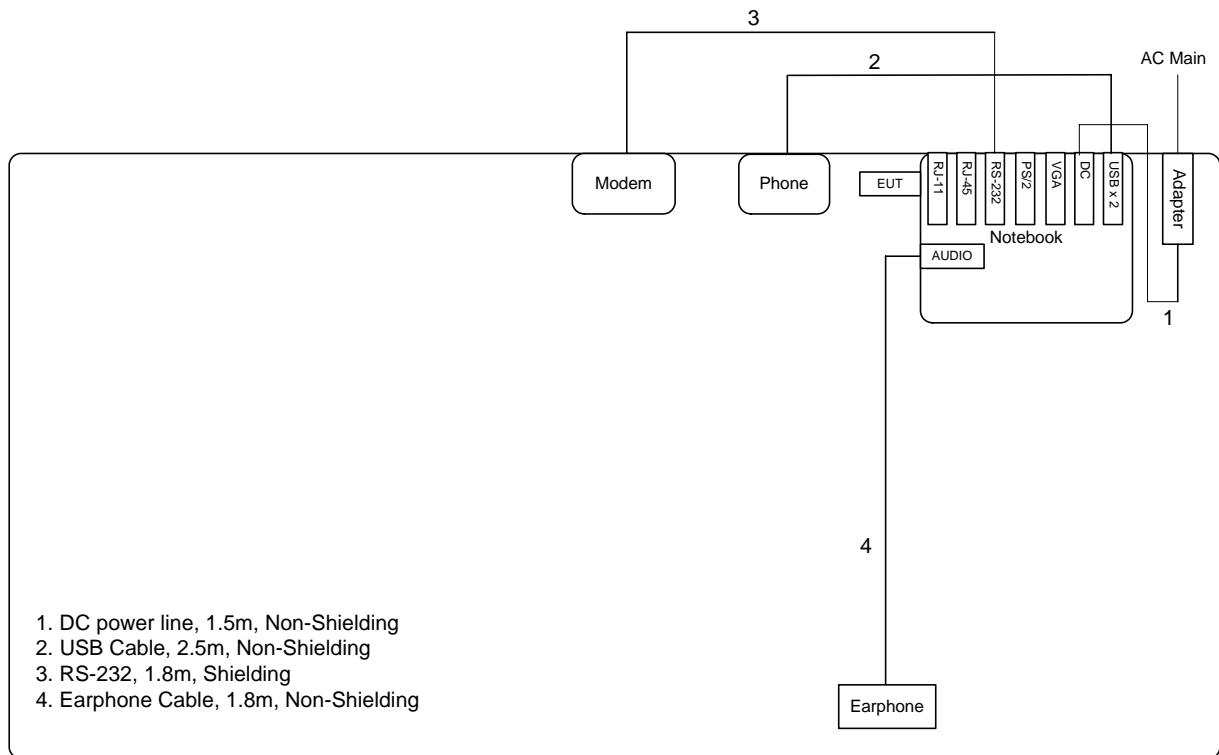 3
2
AC Main
Modem
Phone
EUT
RJ-11
RJ-45
RS-232
PS/2
VGA
DC
USB x 2
Adapter
Notebook
AUDIO
1
4
1. DC power line, 1.5m, Non-Shielding
2. USB Cable, 2.5m, Non-Shielding
3. RS-232, 1.8m, Shielding
4. Earphone Cable, 1.8m, Non-Shielding
Earphone